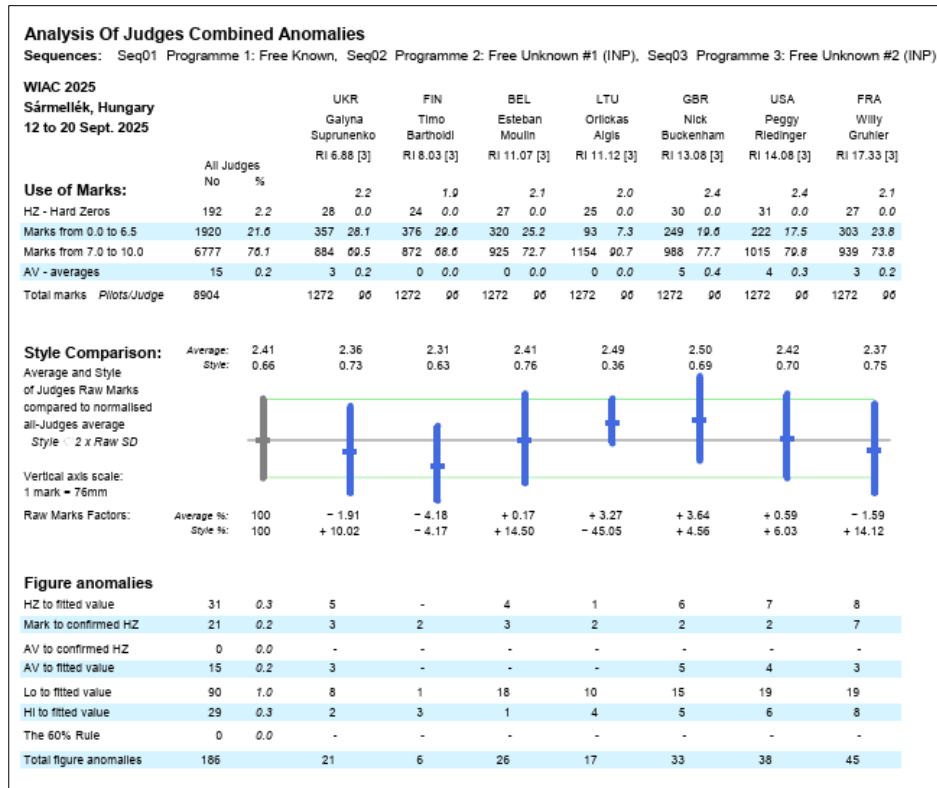 Analysis Of Judges Combined Anomalies
Sequences: Seq01 Programme 1: Free Known, Seq02 Programme 2: Free Unknown #1 (INP), Seq03 Programme 3: Free Unknown #2 (INP)
WIAC 2025
Sármellék, Hungary
12 to 20 Sept. 2025
UKR FIN BEL LTU GBR USA FRA
Galyna Timo Esteban Orlickas Nick Peggy Willy
Suprunenko Bartholdi Moulin Algis Buckenham Riedinger Gruhier
RI 6.88 [3] RI 8.03 [3] RI 11.07 [3] RI 11.12 [3] RI 13.08 [3] RI 14.08 [3] RI 17.33 [3]
All Judges
No %
Use of Marks: 2.2 1.9 2.1 2.0 2.4 2.4 2.1
HZ - Hard Zeros 192 2.2 28 0.0 24 0.0 27 0.0 25 0.0 30 0.0 31 0.0 27 0.0
Marks from 0.0 to 6.5 1920 21.6 357 28.1 376 29.6 320 25.2 93 7.3 249 19.6 222 17.5 303 23.8
Marks from 7.0 to 10.0 6777 76.1 884 69.5 872 68.6 925 72.7 1154 90.7 988 77.7 1015 79.8 939 73.8
AV - averages 15 0.2 3 0.2 0 0.0 0 0.0 0 0.0 5 0.4 4 0.3 3 0.2
Total marks Pilots/Judge 8904 1272 96 1272 96 1272 96 1272 96 1272 96 1272 96 1272 96
Style Comparison: Average: 2.41 2.36 2.31 2.41 2.49 2.50 2.42 2.37
Style: 0.66 0.73 0.63 0.76 0.36 0.69 0.70 0.75
Average and Style
of Judges Raw Marks
compared to normalised
all-Judges average
Style 2 x Raw SD
Vertical axis scale:
1 mark = 76mm
Raw Marks Factors: Average %: 100 − 1.91 − 4.18 + 0.17 + 3.27 + 3.64 + 0.59 − 1.59
Style %: 100 + 10.02 − 4.17 + 14.50 − 45.05 + 4.56 + 6.03 + 14.12
Figure anomalies
HZ to fitted value 31 0.3 5 - 4 1 6 7 8
Mark to confirmed HZ 21 0.2 3 2 3 2 2 2 7
AV to confirmed HZ 0 0.0 - - - - - - -
AV to fitted value 15 0.2 3 - - - 5 4 3
Lo to fitted value 90 1.0 8 1 18 10 15 19 19
Hi to fitted value 29 0.3 2 3 1 4 5 6 8
The 60% Rule 0 0.0 - - - - - - -
Total figure anomalies 186 21 6 26 17 33 38 45